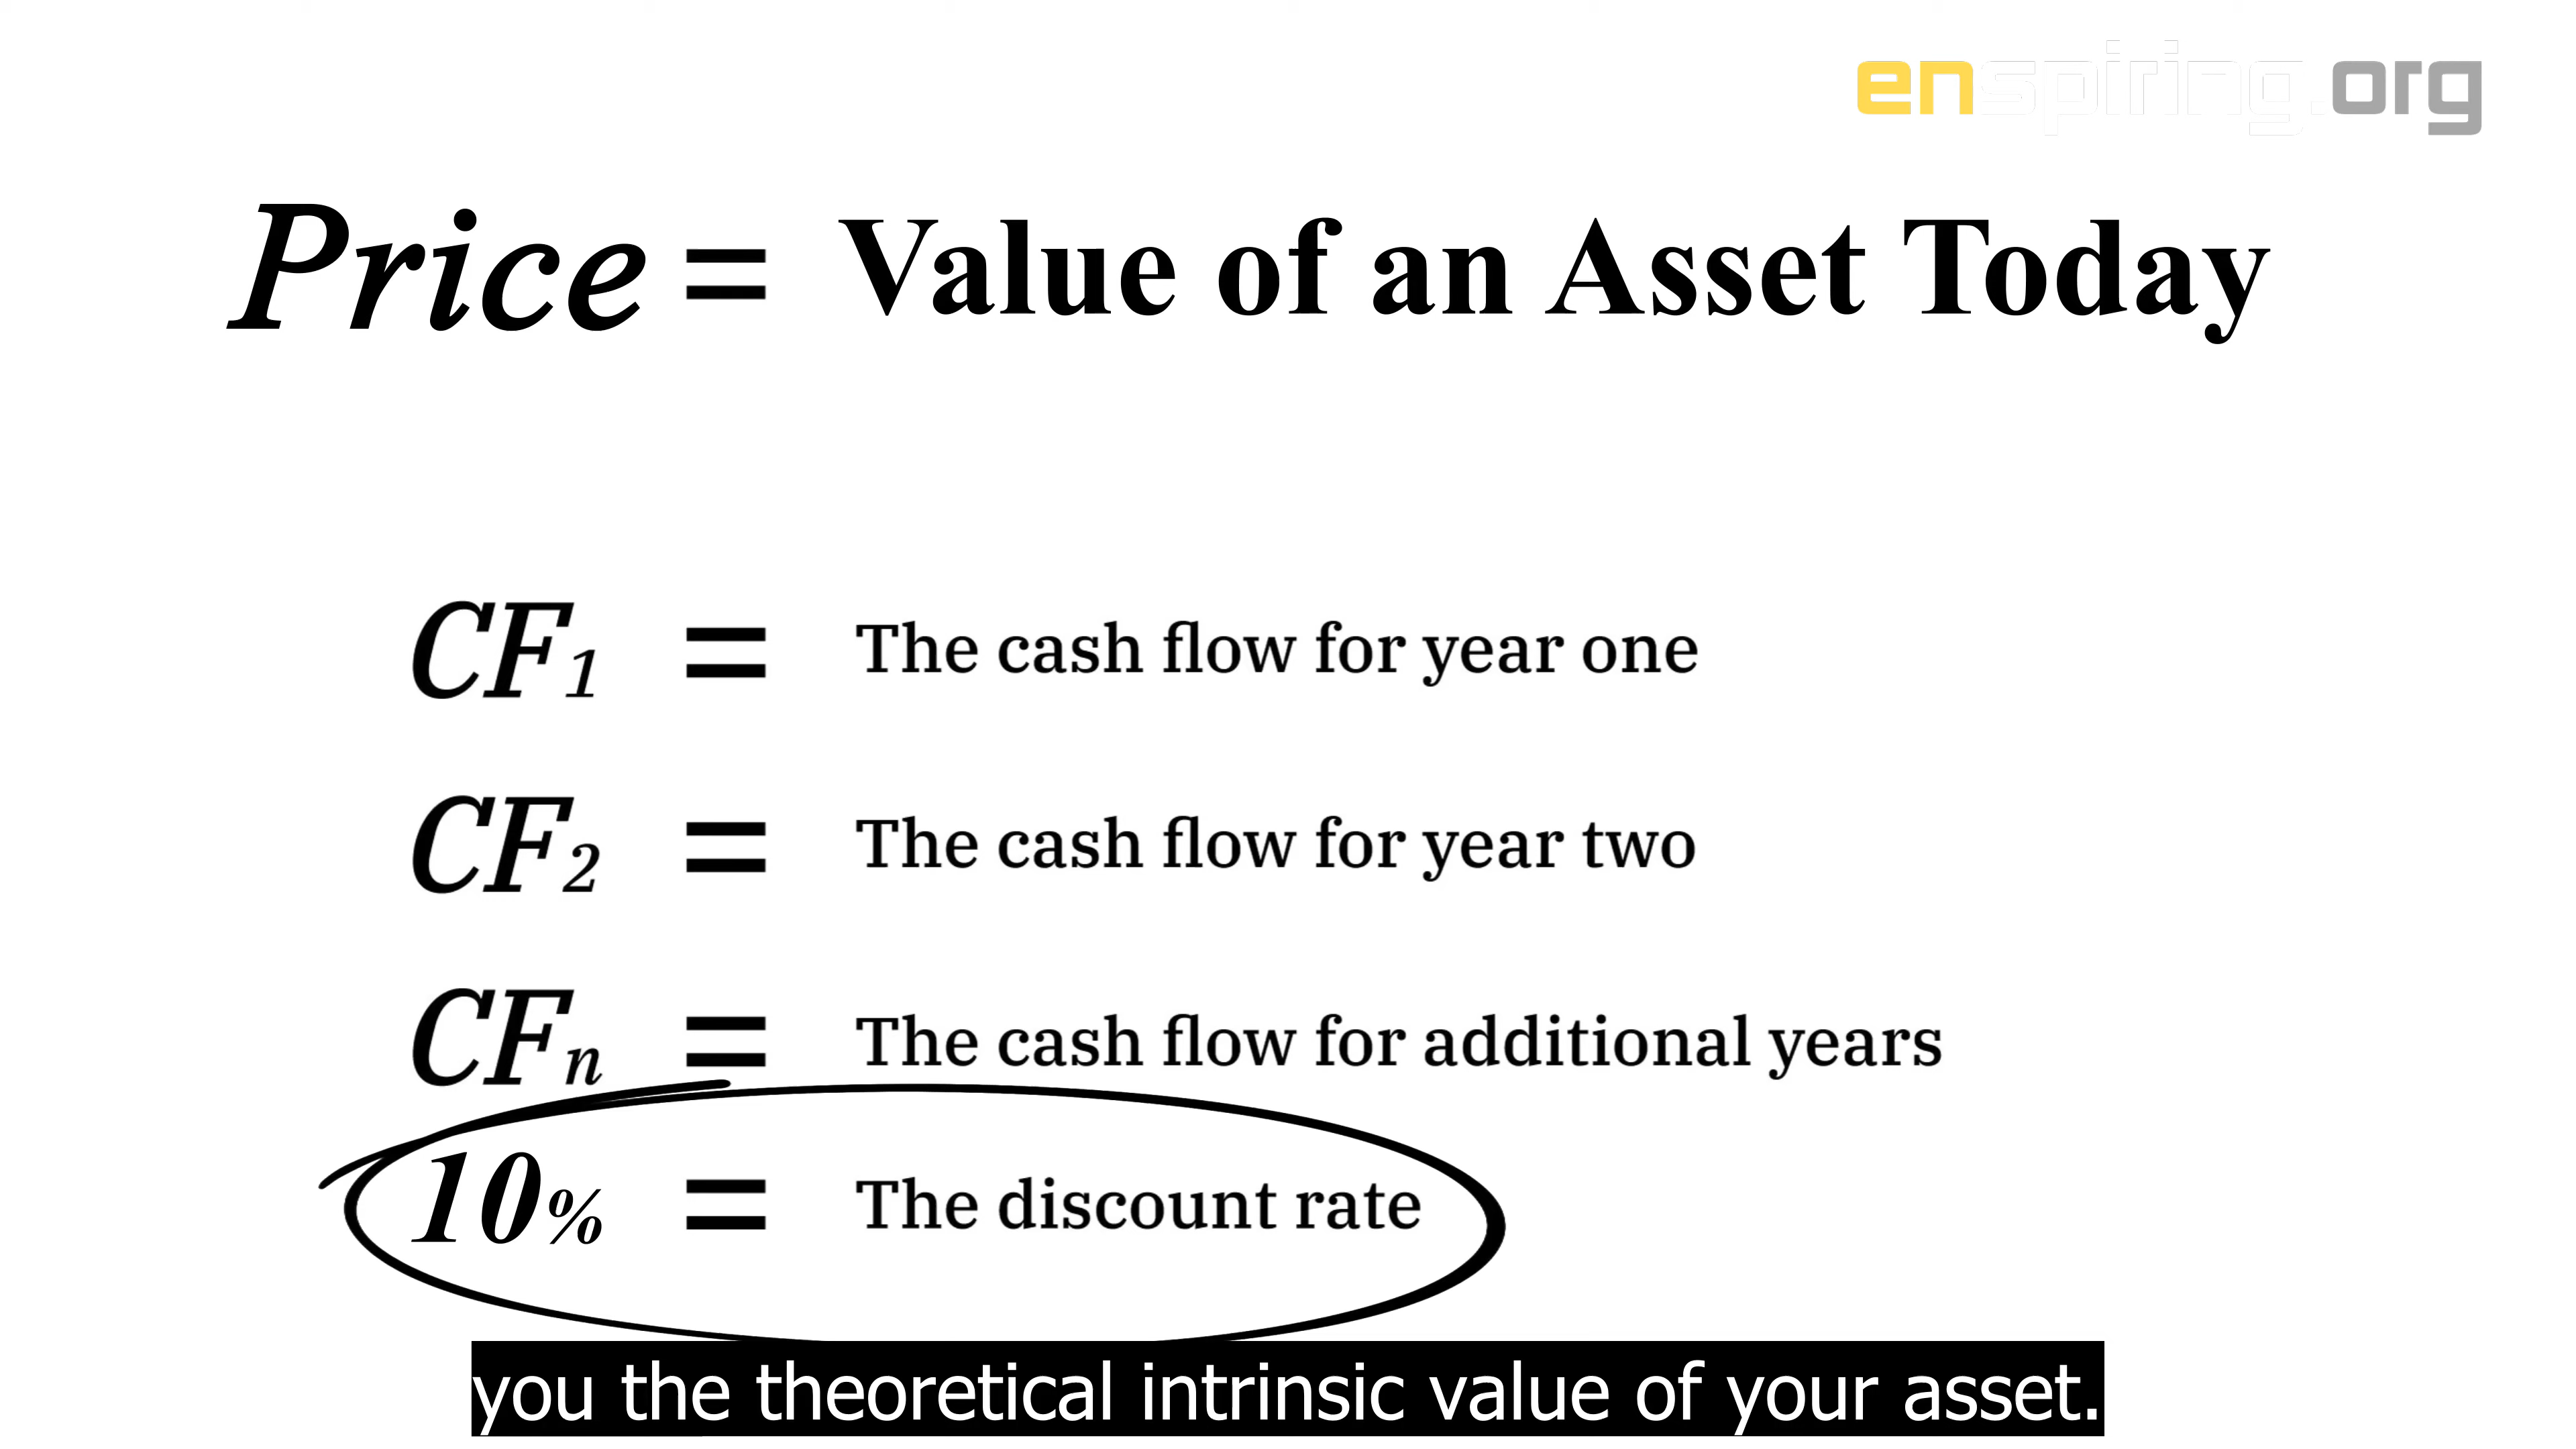 enspiring.org
Price = Value of an Asset Today
CF1 = The cash flow for year one
CF2 = The cash flow for year two
CFn = The cash flow for additional years
10% = The discount rate
you the theoretical intrinsic value of your asset.